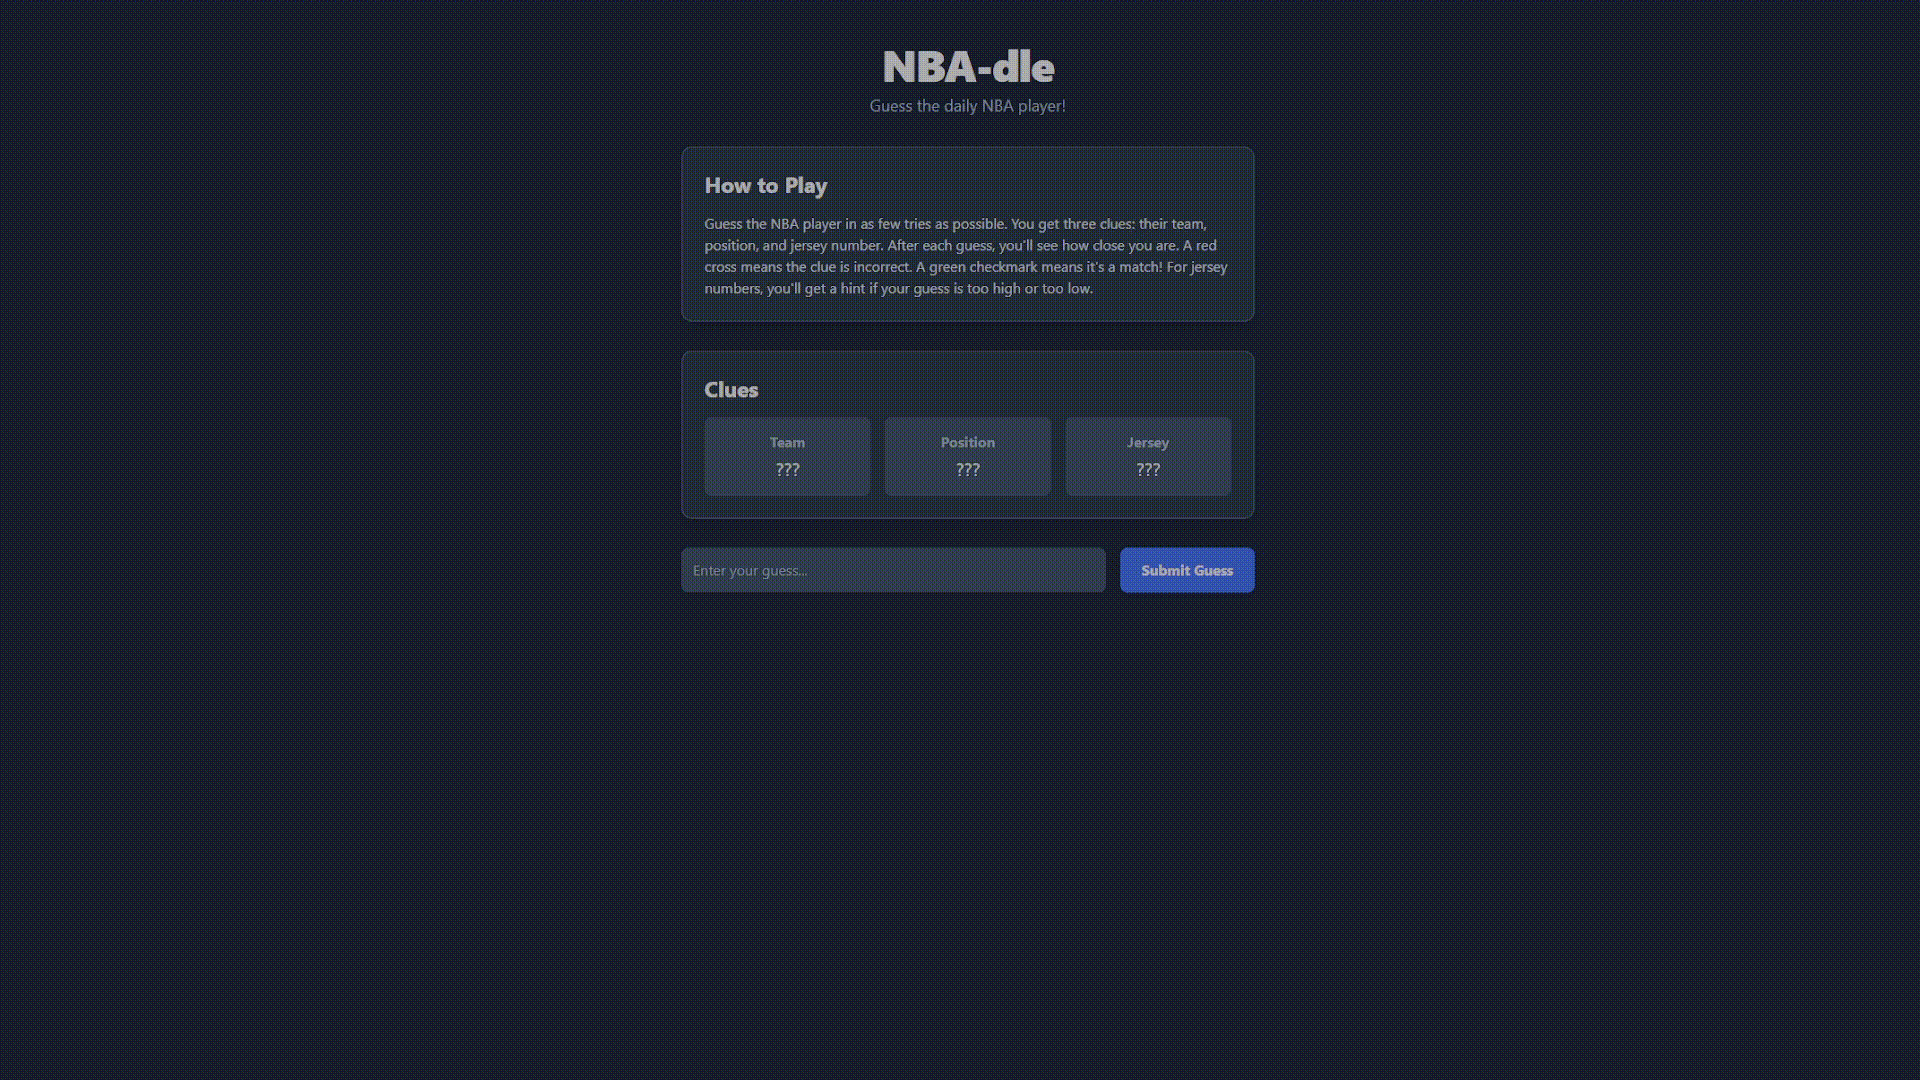 NBA-dle
Guess the daily NBA player!
How to Play
Guess the NBA player in as few tries as possible. You get three clues: their team,
position, and jersey number. After each guess, you'll see how close you are. A red
cross means the clue is incorrect. A green checkmark means it's a match! For jersey
numbers, you'll get a hint if your guess is too high or too low.
Clues
Team
???
Position
???
Jersey
???
Enter your guess...
Submit Guess